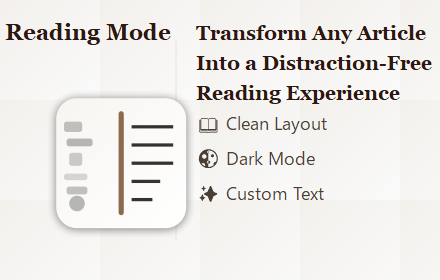 Reading Mode
Transform Any Article
Into a Distraction-Free
Reading Experience
Clean Layout
Dark Mode
Custom Text